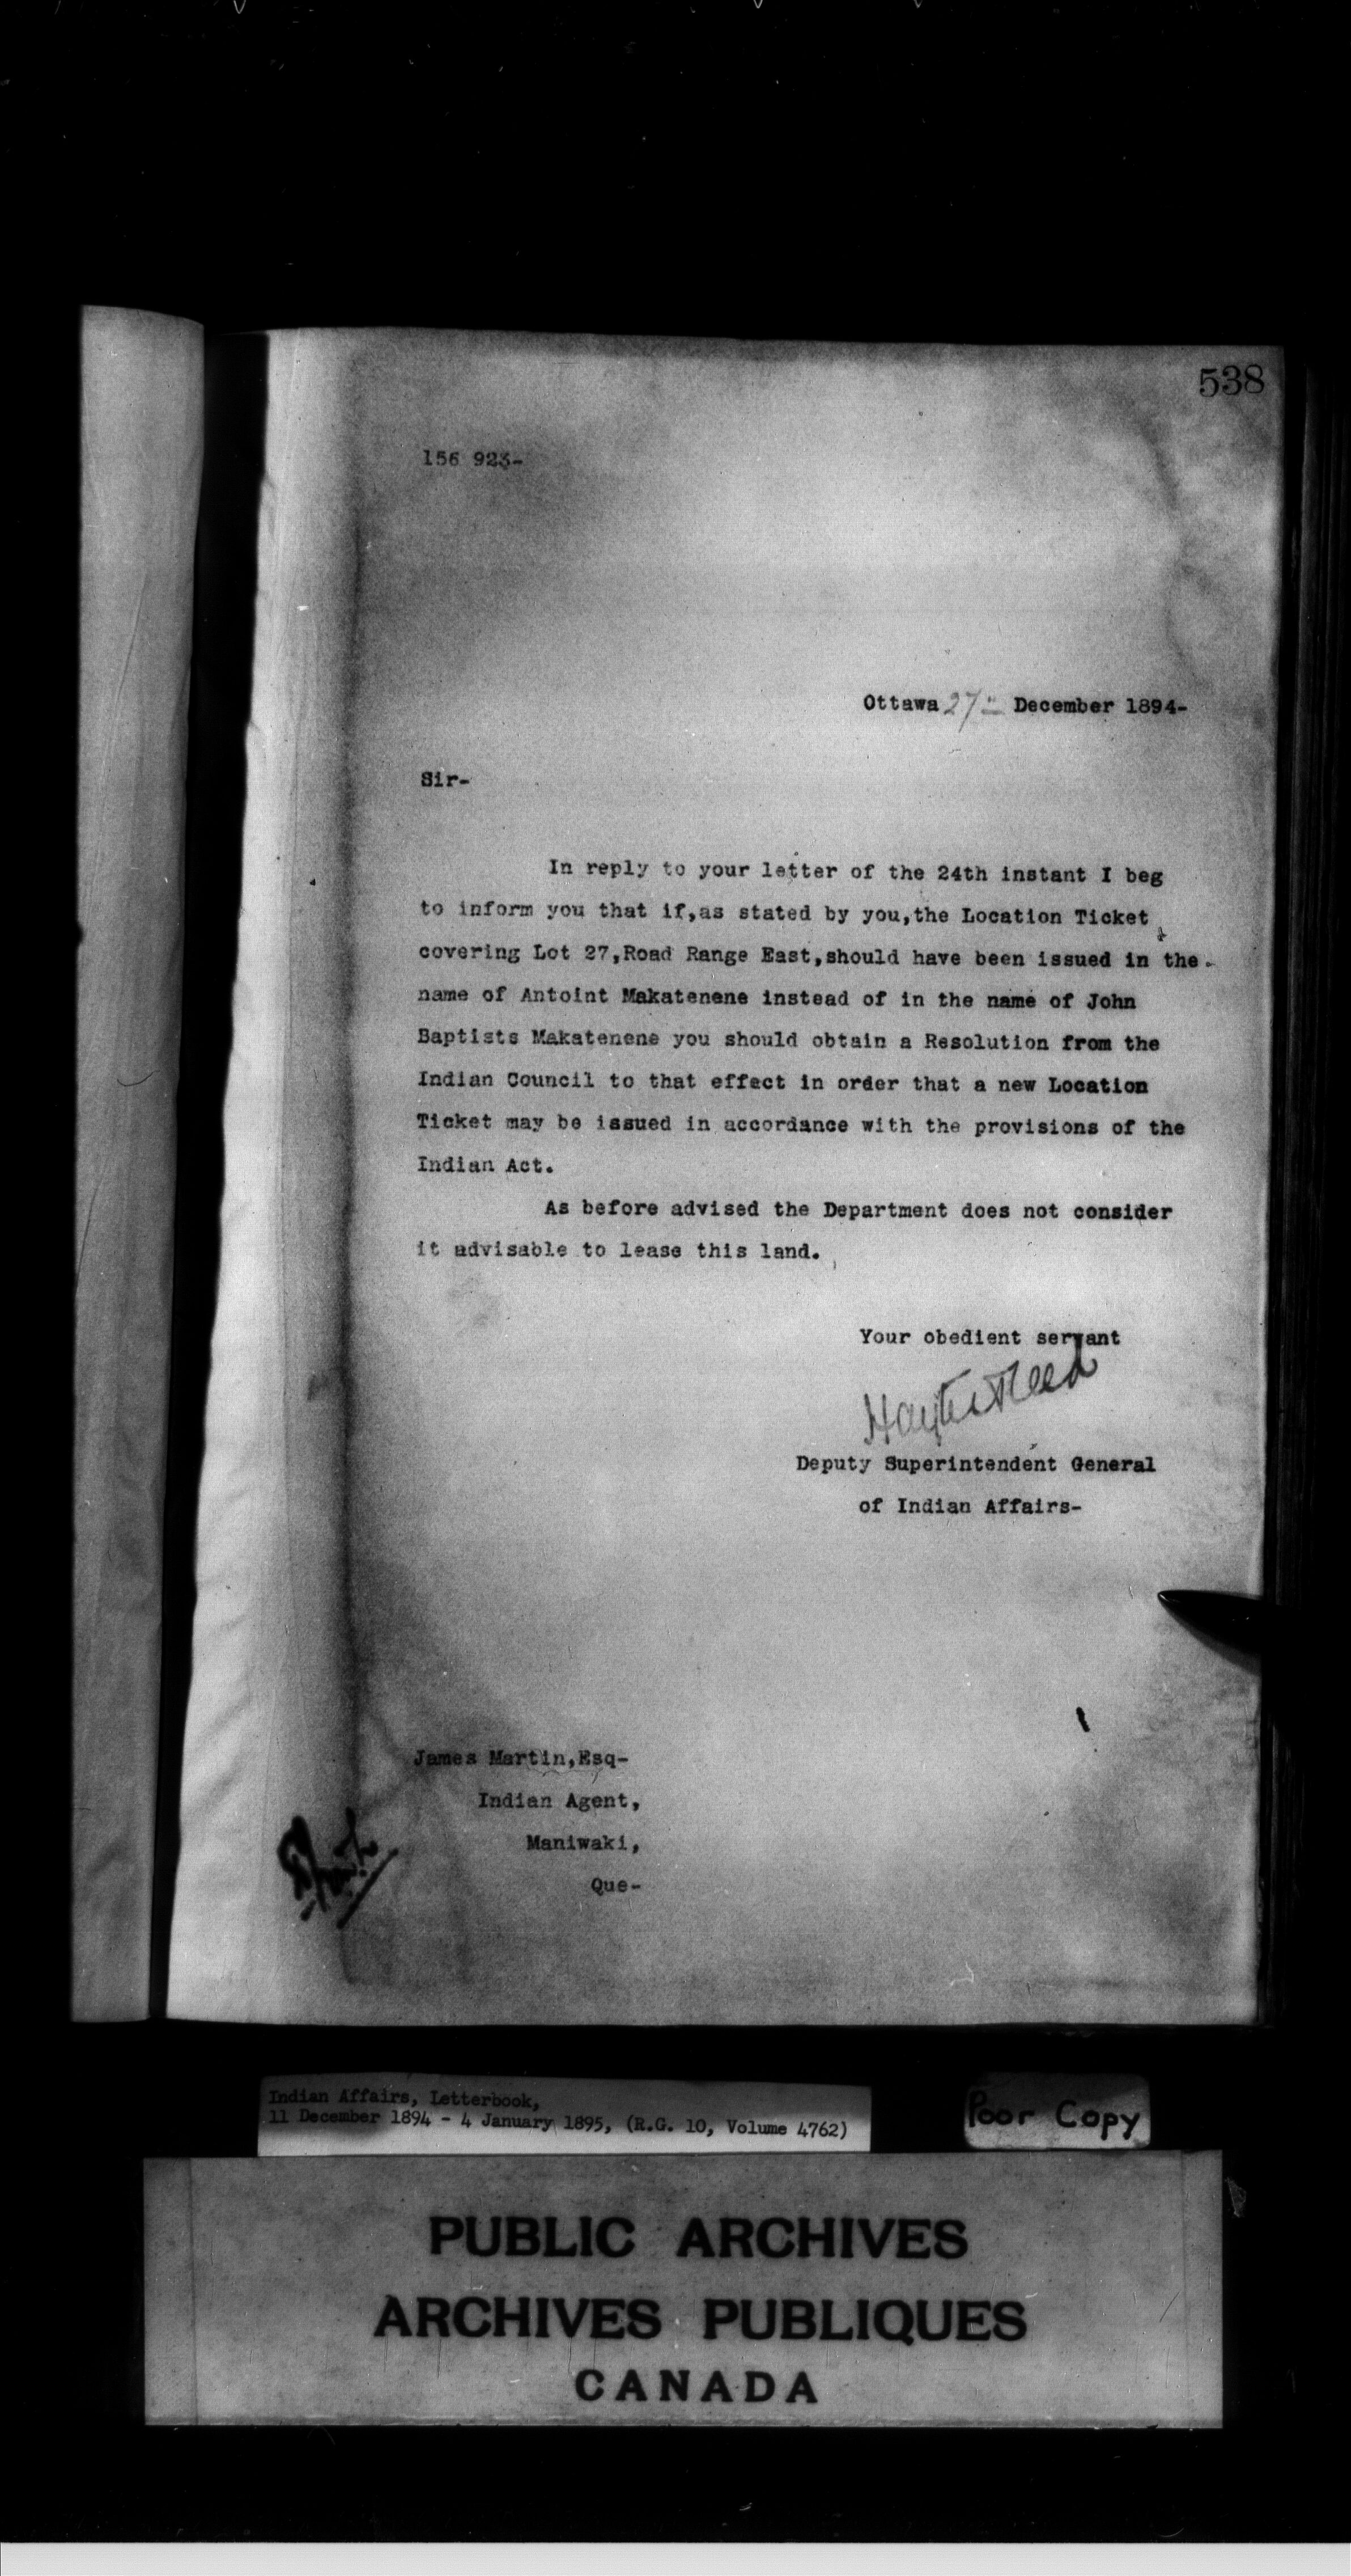 538
156 923-
Ottawa 27th December 1894-
Sir-
In reply to your letter of the 24th instant I beg
to inform you that if,as stated by you,the Location Ticket
covering Lot 27,Road Range East,should have been issued in the
name of Antoint Makatenene instead of in the name of John
Baptists Makatenene you should obtain a Resolution from the
Indian Council to that effect in order that a new Location
Ticket may be issued in accordance with the provisions of the
Indian Act.
As before advised the Department does not consider
it advisable to lease this land.
Your obedient servant
Hayter Reed
Deputy Superintendent General
of Indian Affairs-
James Martin,Esq-
Indian Agent,
Maniwaki,
Que-
Indian Affairs, Letterbook,
11 December 1894 - 4 January 1895, (R.G. 10, Volume 4762)
Poor Copy
PUBLIC ARCHIVES
ARCHIVES PUBLIQUES
CANADA